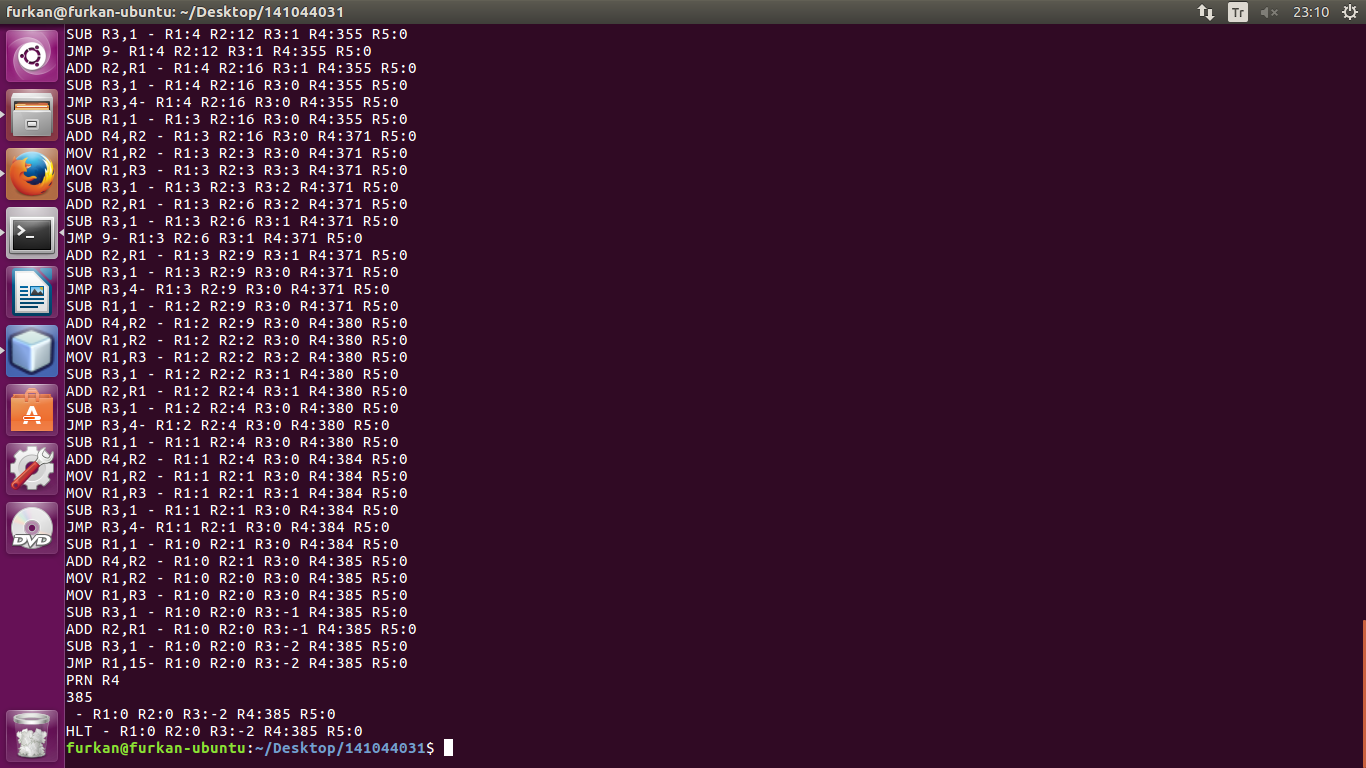 furkan@furkan-ubuntu: ~/Desktop/141044031
Tr
23:10
SUB R3,1 - R1:4 R2:12 R3:1 R4:355 R5:0
JMP 9- R1:4 R2:12 R3:1 R4:355 R5:0
ADD R2,R1 - R1:4 R2:16 R3:1 R4:355 R5:0
SUB R3,1 - R1:4 R2:16 R3:0 R4:355 R5:0
JMP R3,4- R1:4 R2:16 R3:0 R4:355 R5:0
SUB R1,1 - R1:3 R2:16 R3:0 R4:355 R5:0
ADD R4,R2 - R1:3 R2:16 R3:0 R4:371 R5:0
MOV R1,R2 - R1:3 R2:3 R3:0 R4:371 R5:0
MOV R1,R3 - R1:3 R2:3 R3:3 R4:371 R5:0
SUB R3,1 - R1:3 R2:3 R3:2 R4:371 R5:0
ADD R2,R1 - R1:3 R2:6 R3:2 R4:371 R5:0
SUB R3,1 - R1:3 R2:6 R3:1 R4:371 R5:0
JMP 9- R1:3 R2:6 R3:1 R4:371 R5:0
ADD R2,R1 - R1:3 R2:9 R3:1 R4:371 R5:0
SUB R3,1 - R1:3 R2:9 R3:0 R4:371 R5:0
JMP R3,4- R1:3 R2:9 R3:0 R4:371 R5:0
SUB R1,1 - R1:2 R2:9 R3:0 R4:371 R5:0
ADD R4,R2 - R1:2 R2:9 R3:0 R4:380 R5:0
MOV R1,R2 - R1:2 R2:2 R3:0 R4:380 R5:0
MOV R1,R3 - R1:2 R2:2 R3:2 R4:380 R5:0
SUB R3,1 - R1:2 R2:2 R3:1 R4:380 R5:0
ADD R2,R1 - R1:2 R2:4 R3:1 R4:380 R5:0
SUB R3,1 - R1:2 R2:4 R3:0 R4:380 R5:0
JMP R3,4- R1:2 R2:4 R3:0 R4:380 R5:0
SUB R1,1 - R1:1 R2:4 R3:0 R4:380 R5:0
ADD R4,R2 - R1:1 R2:4 R3:0 R4:384 R5:0
MOV R1,R2 - R1:1 R2:1 R3:0 R4:384 R5:0
MOV R1,R3 - R1:1 R2:1 R3:1 R4:384 R5:0
SUB R3,1 - R1:1 R2:1 R3:0 R4:384 R5:0
JMP R3,4- R1:1 R2:1 R3:0 R4:384 R5:0
SUB R1,1 - R1:0 R2:1 R3:0 R4:384 R5:0
ADD R4,R2 - R1:0 R2:1 R3:0 R4:385 R5:0
MOV R1,R2 - R1:0 R2:0 R3:0 R4:385 R5:0
MOV R1,R3 - R1:0 R2:0 R3:0 R4:385 R5:0
SUB R3,1 - R1:0 R2:0 R3:-1 R4:385 R5:0
ADD R2,R1 - R1:0 R2:0 R3:-1 R4:385 R5:0
SUB R3,1 - R1:0 R2:0 R3:-2 R4:385 R5:0
JMP R1,15- R1:0 R2:0 R3:-2 R4:385 R5:0
PRN R4
385
 - R1:0 R2:0 R3:-2 R4:385 R5:0
HLT - R1:0 R2:0 R3:-2 R4:385 R5:0
furkan@furkan-ubuntu:~/Desktop/141044031$
DVD